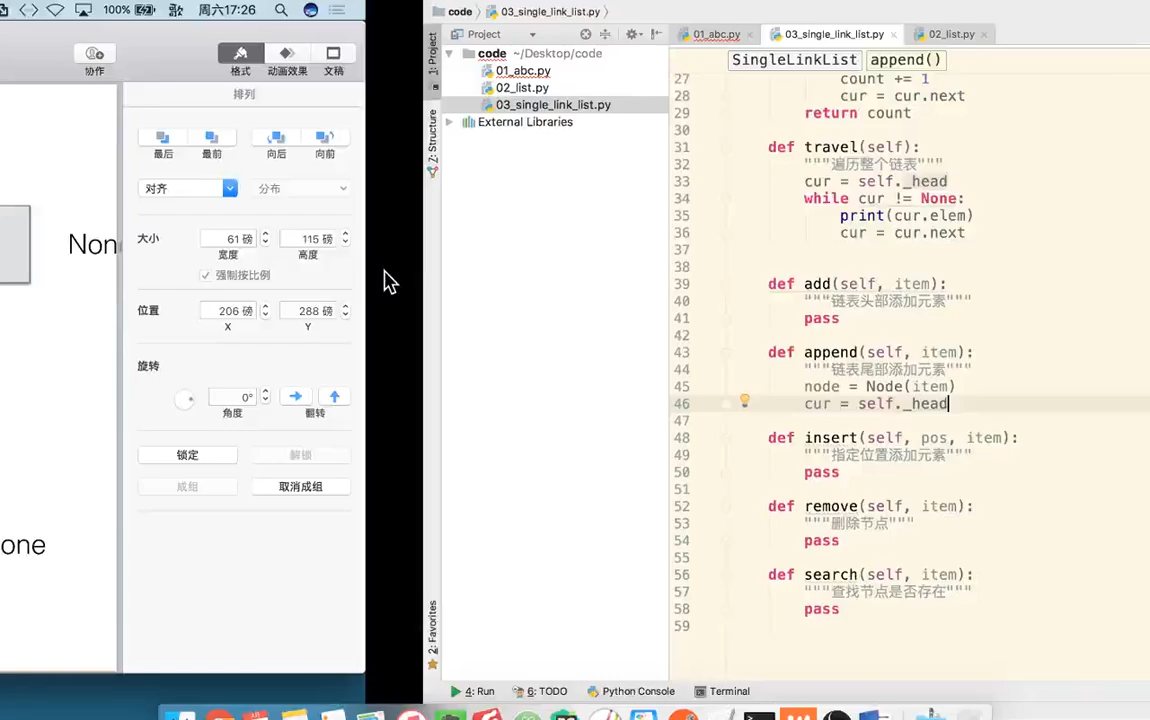 100% 周六17:26
协作
格式 动画效果 文稿
排列
最后 最前 向后 向前
对齐 分布
大小 61 磅 115 磅
宽度 高度
强制按比例
位置 206 磅 288 磅
X Y
旋转
0°
角度 翻转
锁定 解锁
成组 取消成组
Non
one
code 03_single_link_list.py
Project
01_abc.py 03_single_link_list.py 02_list.py
1: Project
7: Structure
2: Favorites
code ~/Desktop/code
01_abc.py
02_list.py
03_single_link_list.py
External Libraries
SingleLinkList append()
27 count += 1
28 cur = cur.next
29 return count
30
31 def travel(self):
32 """遍历整个链表"""
33 cur = self._head
34 while cur != None:
35 print(cur.elem)
36 cur = cur.next
37
38
39 def add(self, item):
40 """链表头部添加元素"""
41 pass
42
43 def append(self, item):
44 """链表尾部添加元素"""
45 node = Node(item)
46 cur = self._head
47
48 def insert(self, pos, item):
49 """指定位置添加元素"""
50 pass
51
52 def remove(self, item):
53 """删除节点"""
54 pass
55
56 def search(self, item):
57 """查找节点是否存在"""
58 pass
59
4: Run 6: TODO Python Console Terminal